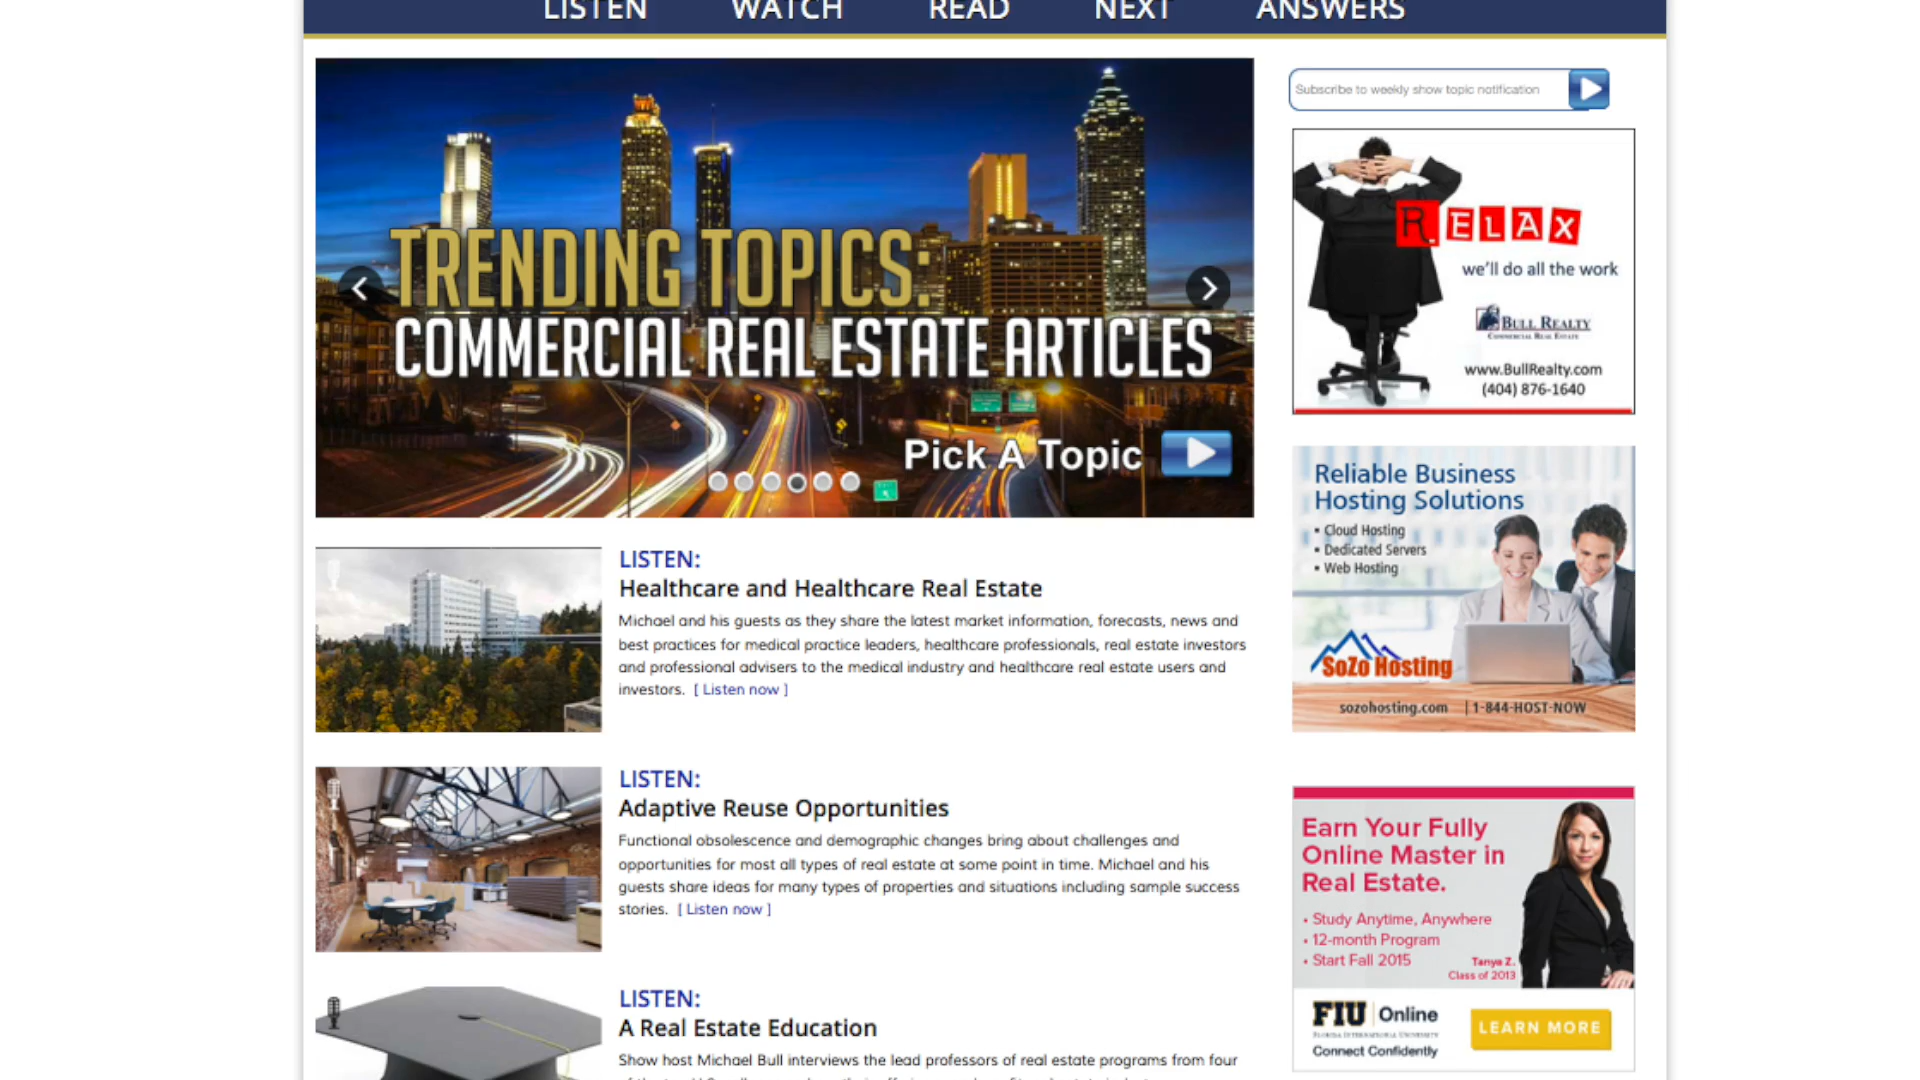 LISTEN WATCH READ NEXT ANSWERS
TRENDING TOPICS:
COMMERCIAL REAL ESTATE ARTICLES
Pick A Topic
LISTEN:
Healthcare and Healthcare Real Estate
Michael and his guests as they share the latest market information, forecasts, news and
best practices for medical practice leaders, healthcare professionals, real estate investors
and professional advisers to the medical industry and healthcare real estate users and
investors. [ Listen now ]
LISTEN:
Adaptive Reuse Opportunities
Functional obsolescence and demographic changes bring about challenges and
opportunities for most all types of real estate at some point in time. Michael and his
guests share ideas for many types of properties and situations including sample success
stories. [ Listen now ]
LISTEN:
A Real Estate Education
Show host Michael Bull interviews the lead professors of real estate programs from four
Subscribe to weekly show topic notification
RELAX
we'll do all the work
BULL REALTY
COMMERCIAL REAL ESTATE
www.BullRealty.com
(404) 876-1640
Reliable Business
Hosting Solutions
▪ Cloud Hosting
▪ Dedicated Servers
▪ Web Hosting
SoZo Hosting
sozohosting.com | 1-844-HOST-NOW
Earn Your Fully
Online Master in
Real Estate.
• Study Anytime, Anywhere
• 12-month Program
• Start Fall 2015
Tanya Z.
Class of 2013
FIU Online
FLORIDA INTERNATIONAL UNIVERSITY
Connect Confidently
LEARN MORE